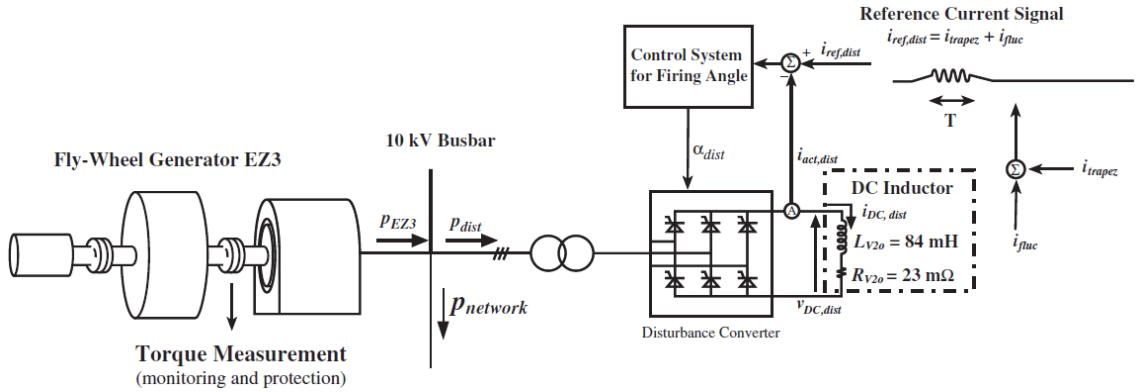 Reference Current Signal
i_ref,dist = i_trapez + i_fluc
Control System
for Firing Angle
+ i_ref,dist
Σ
−
T
10 kV Busbar
Fly-Wheel Generator EZ3
α_dist
i_act,dist
Σ
i_trapez
DC Inductor
A
i_DC, dist
p_EZ3
p_dist
L_V2o = 84 mH
i_fluc
R_V2o = 23 mΩ
p_network
v_DC,dist
Disturbance Converter
Torque Measurement
(monitoring and protection)